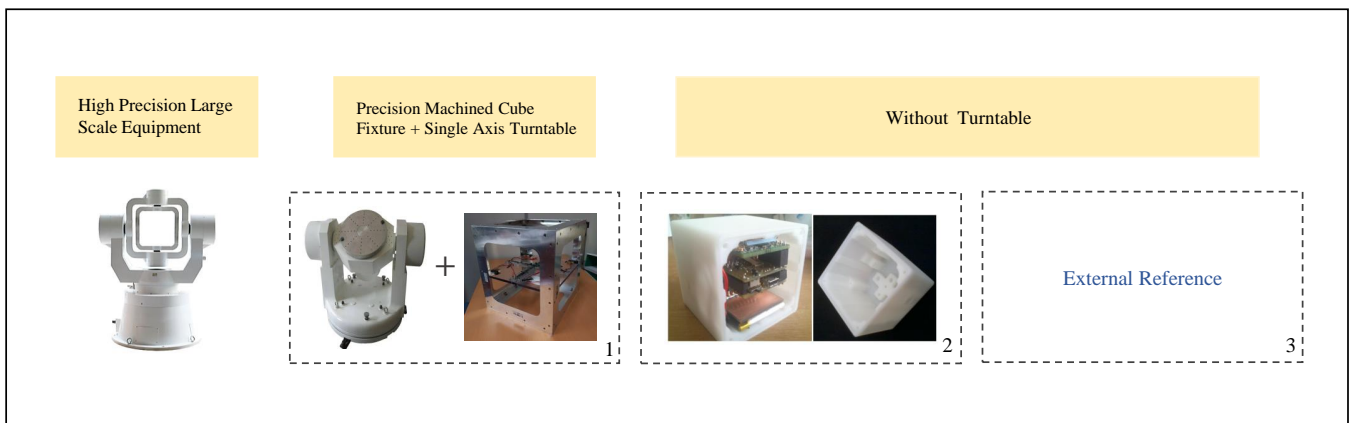 High Precision Large
Scale Equipment
Precision Machined Cube
Fixture + Single Axis Turntable
Without Turntable
+
1
2
External Reference
3